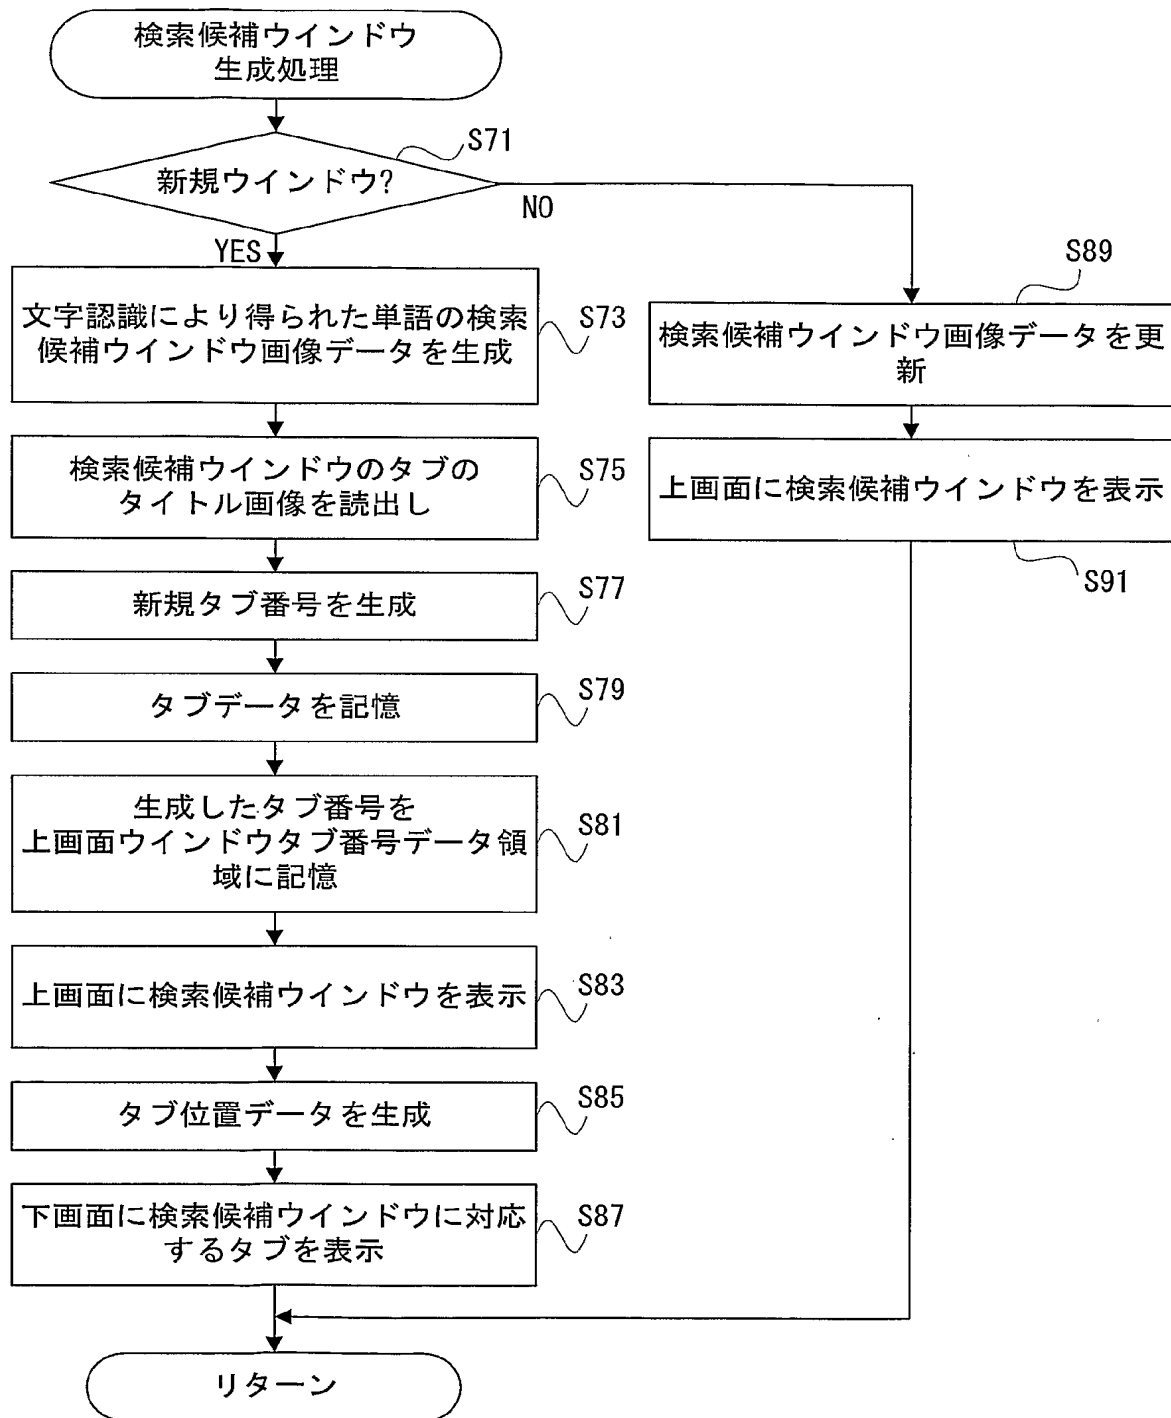 検索候補ウインドウ
生成処理
S71
新規ウインドウ?
NO
YES
文字認識により得られた単語の検索
候補ウインドウ画像データを生成
S73
検索候補ウインドウのタブの
タイトル画像を読出し
S75
新規タブ番号を生成
S77
タブデータを記憶
S79
生成したタブ番号を
上画面ウインドウタブ番号データ領
域に記憶
S81
上画面に検索候補ウインドウを表示
S83
タブ位置データを生成
S85
下画面に検索候補ウインドウに対応
するタブを表示
S87
S89
検索候補ウインドウ画像データを更
新
上画面に検索候補ウインドウを表示
S91
リターン